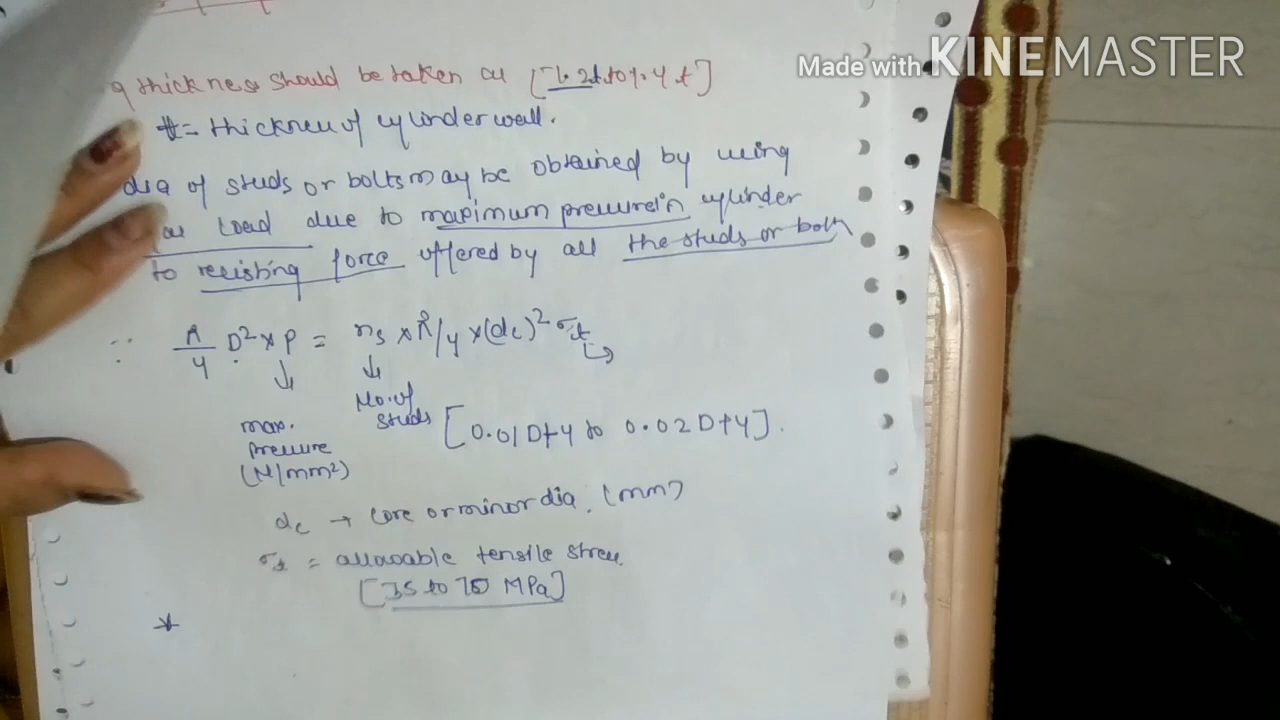 Made with KINEMASTER
g thickness should be taken as [1.2t to 1.4t]
t = thickness of cylinder wall.
dia of studs or bolts may be obtained by using
load due to maximum pressure in cylinder
to resisting force offered by all the studs or bolts
∵ π/4 D² × P = ns × π/4 × (dc)² σt
max. pressure (N/mm²)
No. of studs [0.01D+4 to 0.02D+4].
dc → core or minor dia. (mm)
σt = allowable tensile stress.
[35 to 70 MPa]